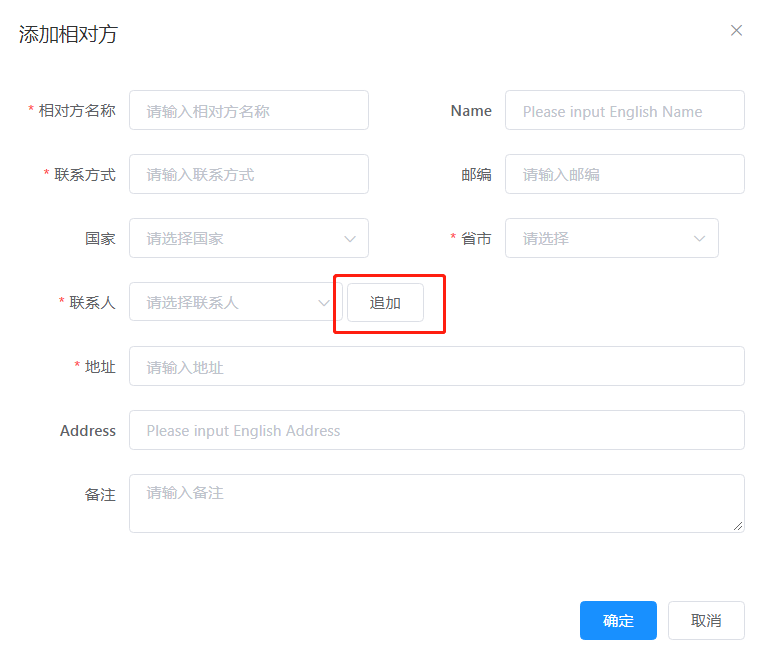 添加相对方
* 相对方名称 请输入相对方名称 Name Please input English Name
* 联系方式 请输入联系方式 邮编 请输入邮编
国家 请选择国家 * 省市 请选择
* 联系人 请选择联系人 追加
* 地址 请输入地址
Address Please input English Address
备注 请输入备注
确定 取消